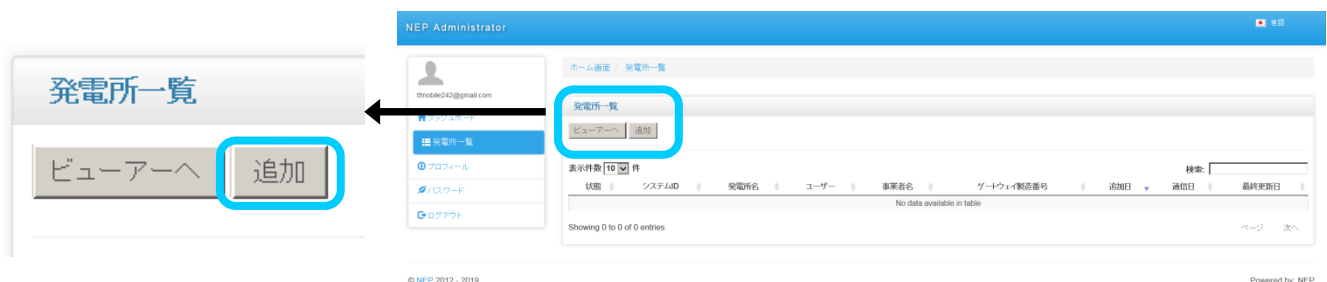 発電所一覧
ビューアーへ 追加
NEP Administrator 言語
tfmobile242@gmail.com
ダッシュボード
発電所一覧
プロフィール
パスワード
ログアウト
ホーム画面 / 発電所一覧
発電所一覧
ビューアーへ 追加
表示件数 10 件 検索:
状態 システムID 発電所名 ユーザー 事業者名 ゲートウェイ製造番号 追加日 通信日 最終更新日
No data available in table
Showing 0 to 0 of 0 entries ページ 次へ
© NEP 2012 - 2019 Powered by: NEP